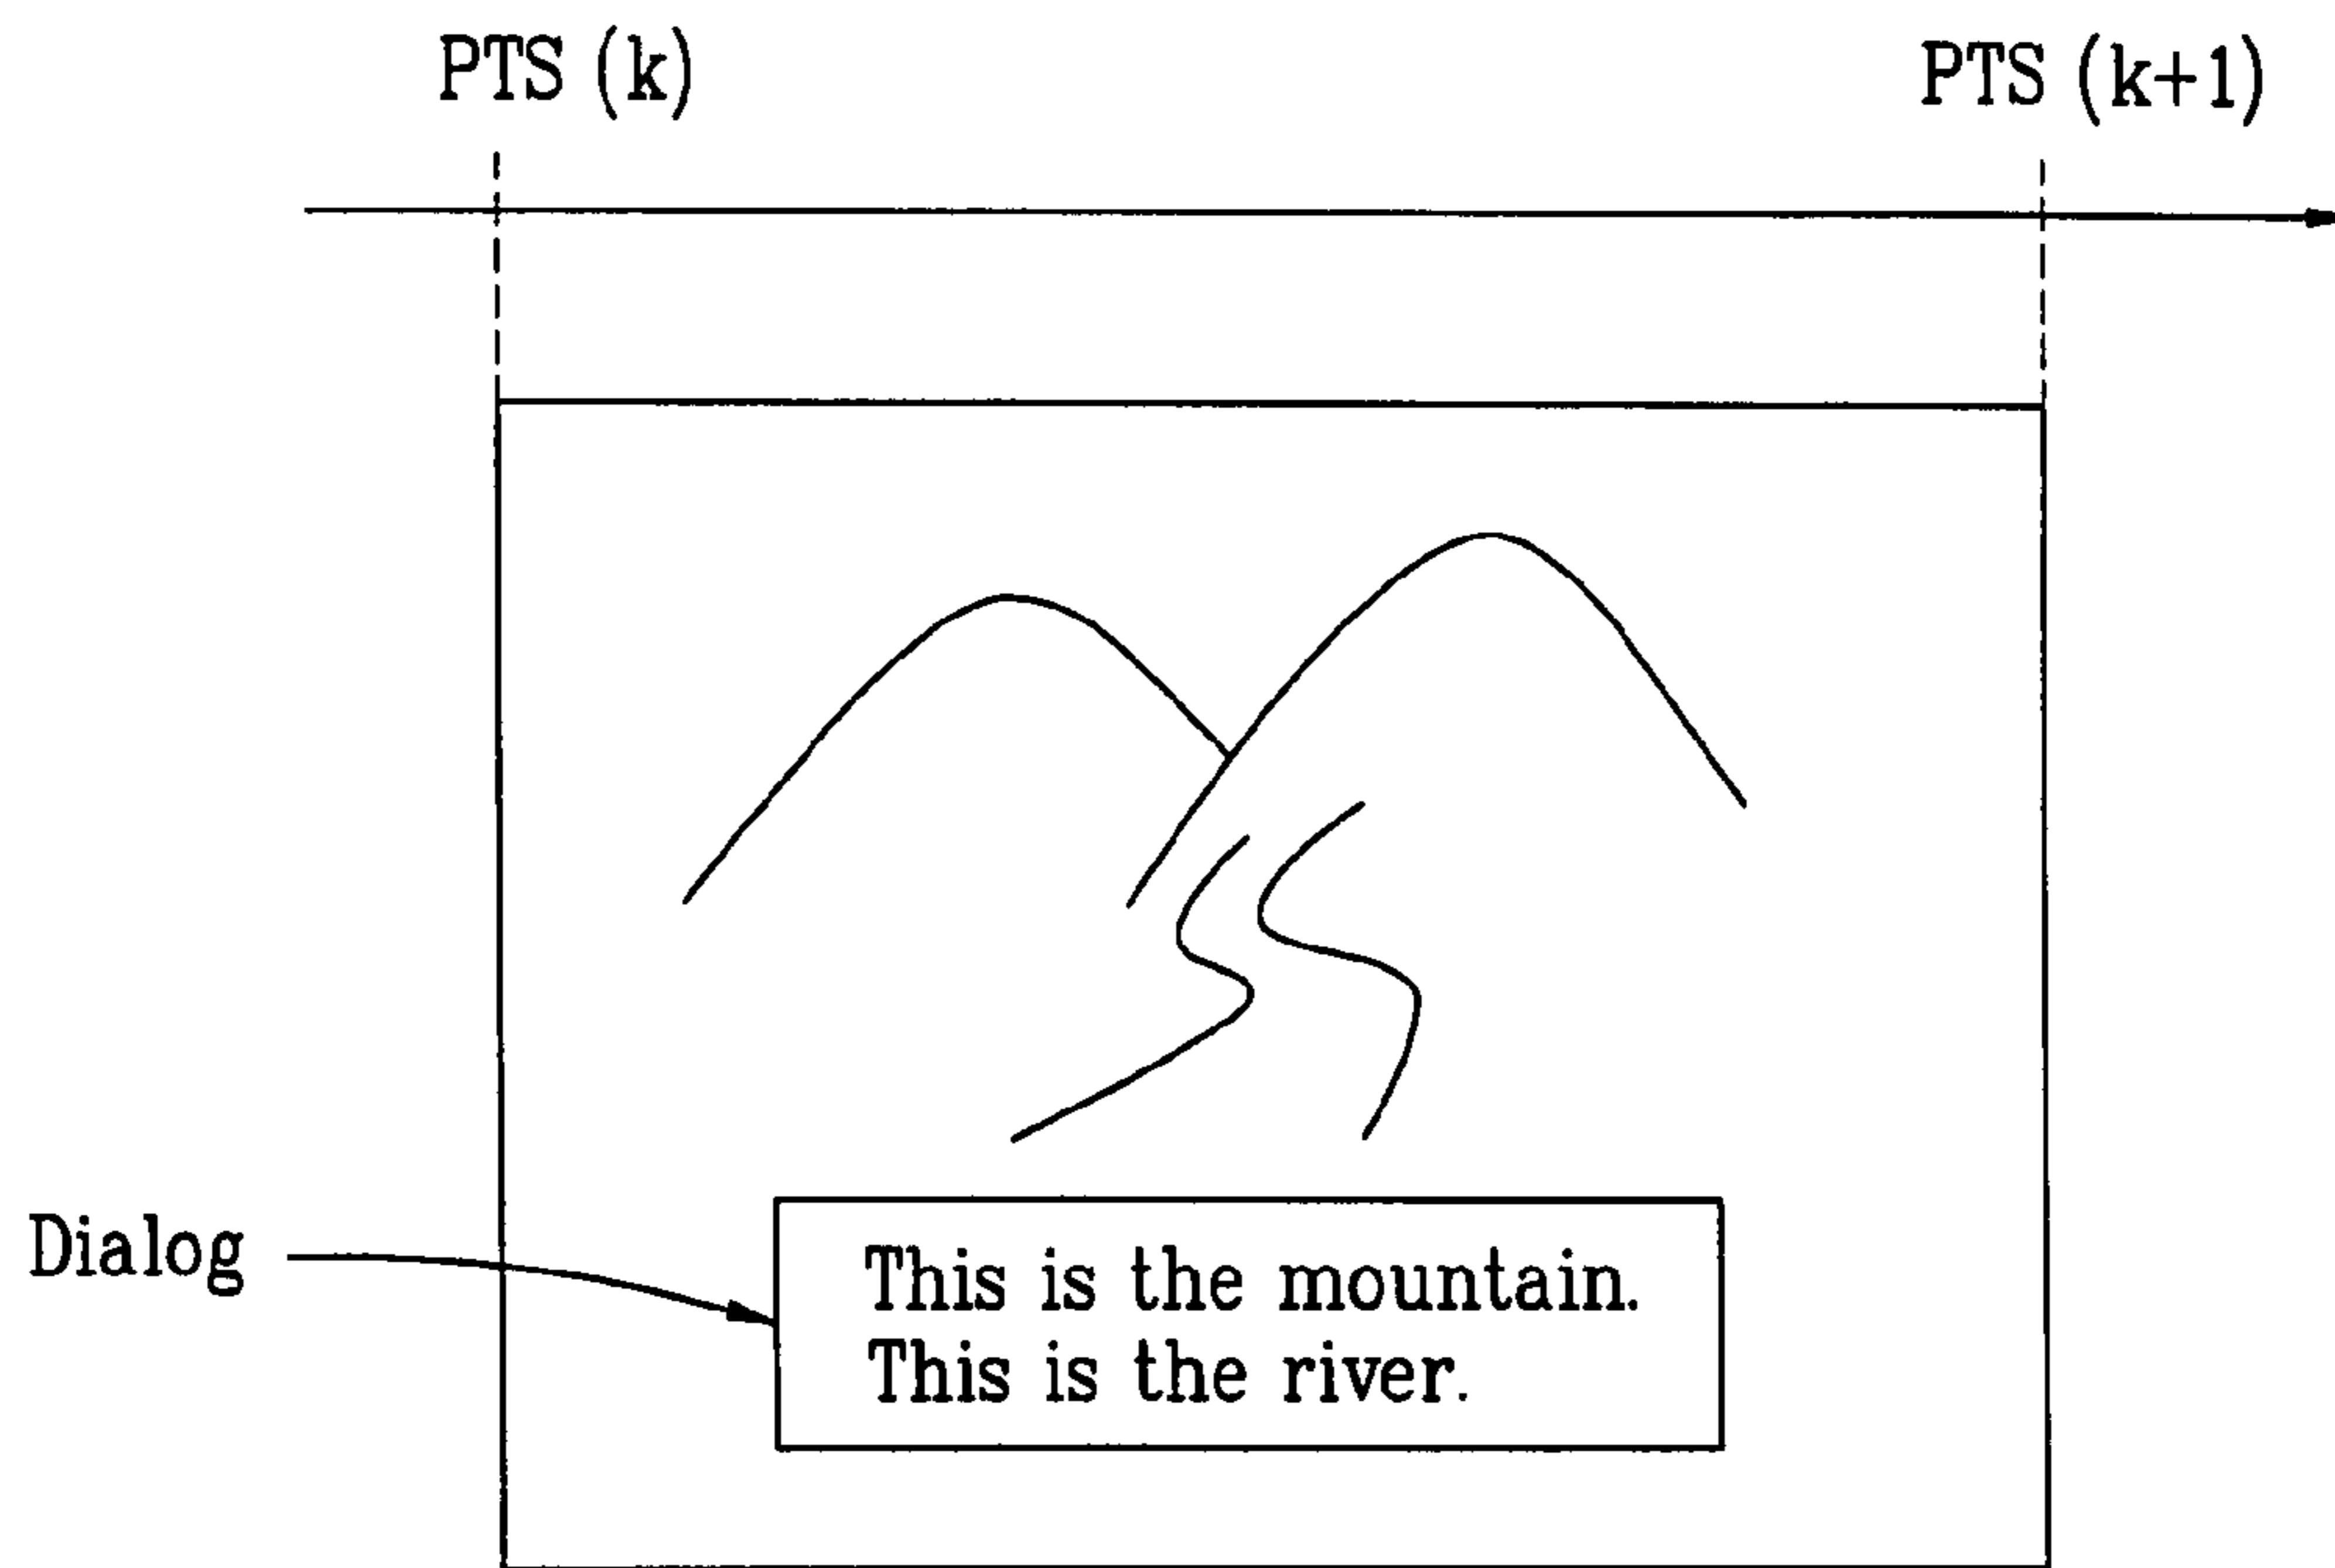 PTS (k)
PTS (k+1)
Dialog
This is the mountain.
This is the river.